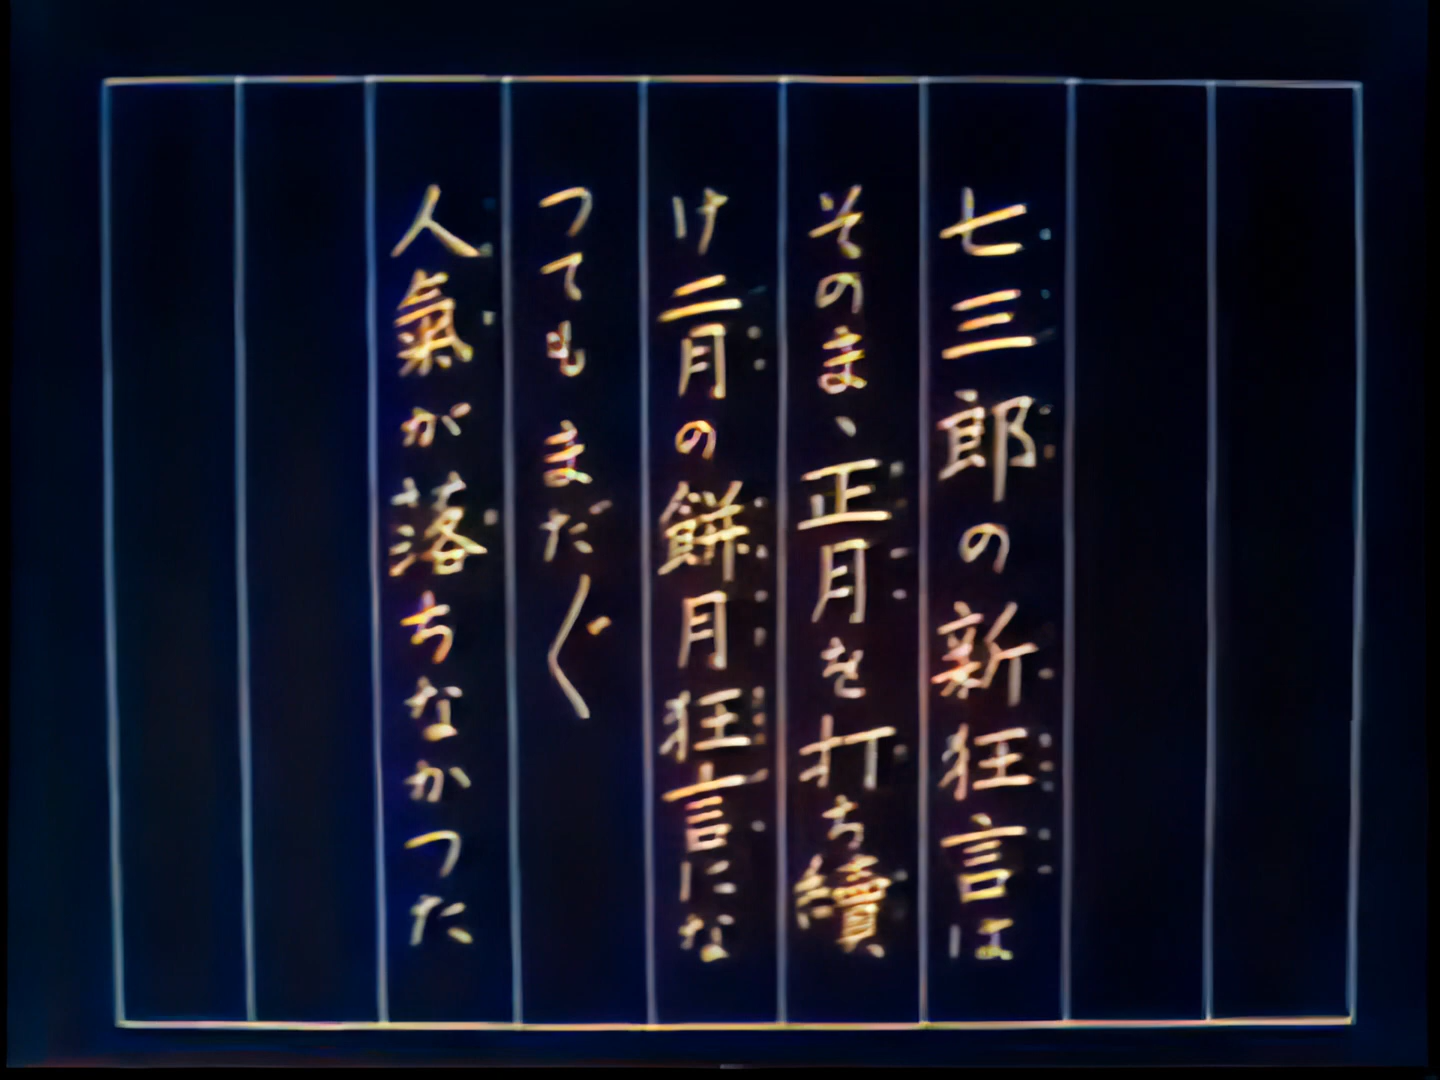 七三郎の新狂言は
そのまゝ正月を打ち續
け二月の餅月狂言にな
つてもまだ〲
人氣が落ちなかつた